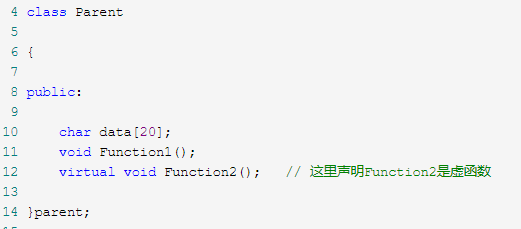 4 class Parent
5
6 {
7
8 public:
9
10 char data[20];
11 void Function1();
12 virtual void Function2(); // 这里声明Function2是虚函数
13
14 }parent;